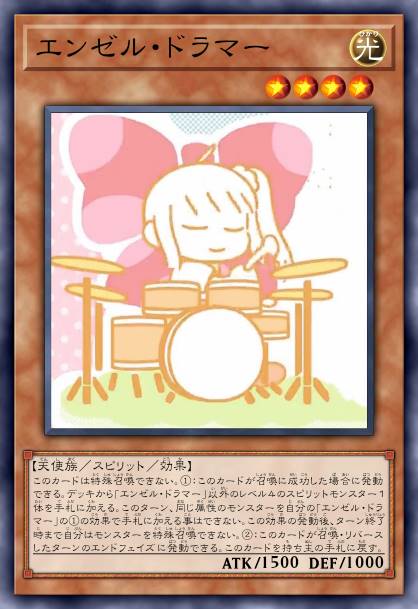 エンゼル・ドラマー
光
【天使族／スピリット／効果】
このカードは特殊召喚できない。①：このカードが召喚に成功した場合に発動
できる。デッキから「エンゼル・ドラマー」以外のレベル４のスピリットモンスター１
体を手札に加える。このターン、同じ属性のモンスターを自分の「エンゼル・ドラ
マー」の①の効果で手札に加える事はできない。この効果の発動後、ターン終了
時まで自分はモンスターを特殊召喚できない。②：このカードが召喚・リバース
したターンのエンドフェイズに発動できる。このカードを持ち主の手札に戻す。
ATK/1500 DEF/1000